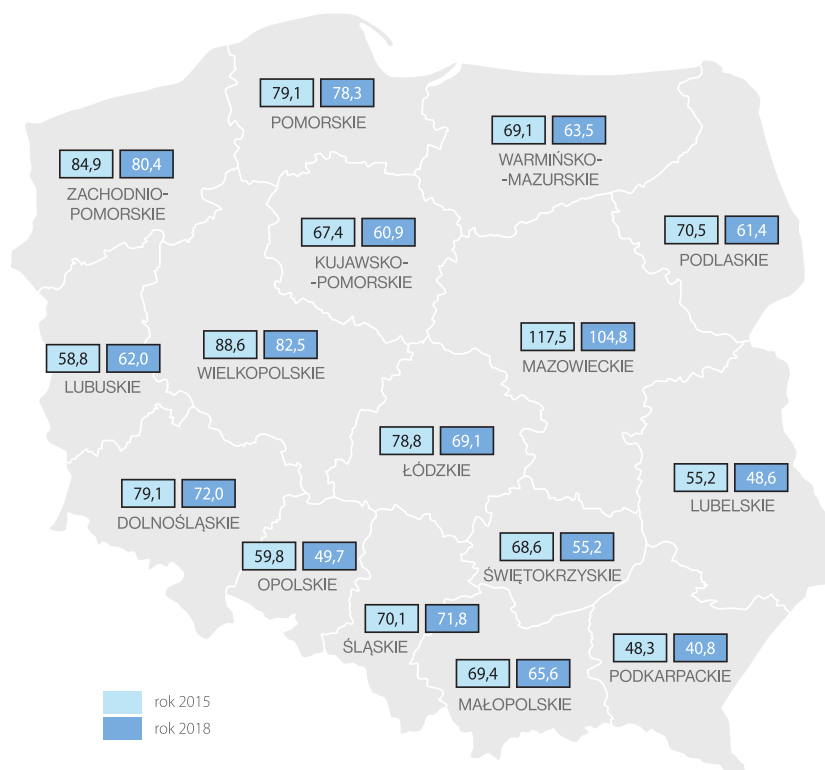 79,1 78,3
POMORSKIE
69,1 63,5
WARMIŃSKO-
-MAZURSKIE
84,9 80,4
ZACHODNIO-
POMORSKIE
67,4 60,9
KUJAWSKO-
-POMORSKIE
70,5 61,4
PODLASKIE
58,8 62,0
LUBUSKIE
88,6 82,5
WIELKOPOLSKIE
117,5 104,8
MAZOWIECKIE
78,8 69,1
ŁÓDZKIE
79,1 72,0
DOLNOŚLĄSKIE
55,2 48,6
LUBELSKIE
59,8 49,7
OPOLSKIE
68,6 55,2
ŚWIĘTOKRZYSKIE
70,1 71,8
ŚLĄSKIE
69,4 65,6
MAŁOPOLSKIE
48,3 40,8
PODKARPACKIE
rok 2015
rok 2018